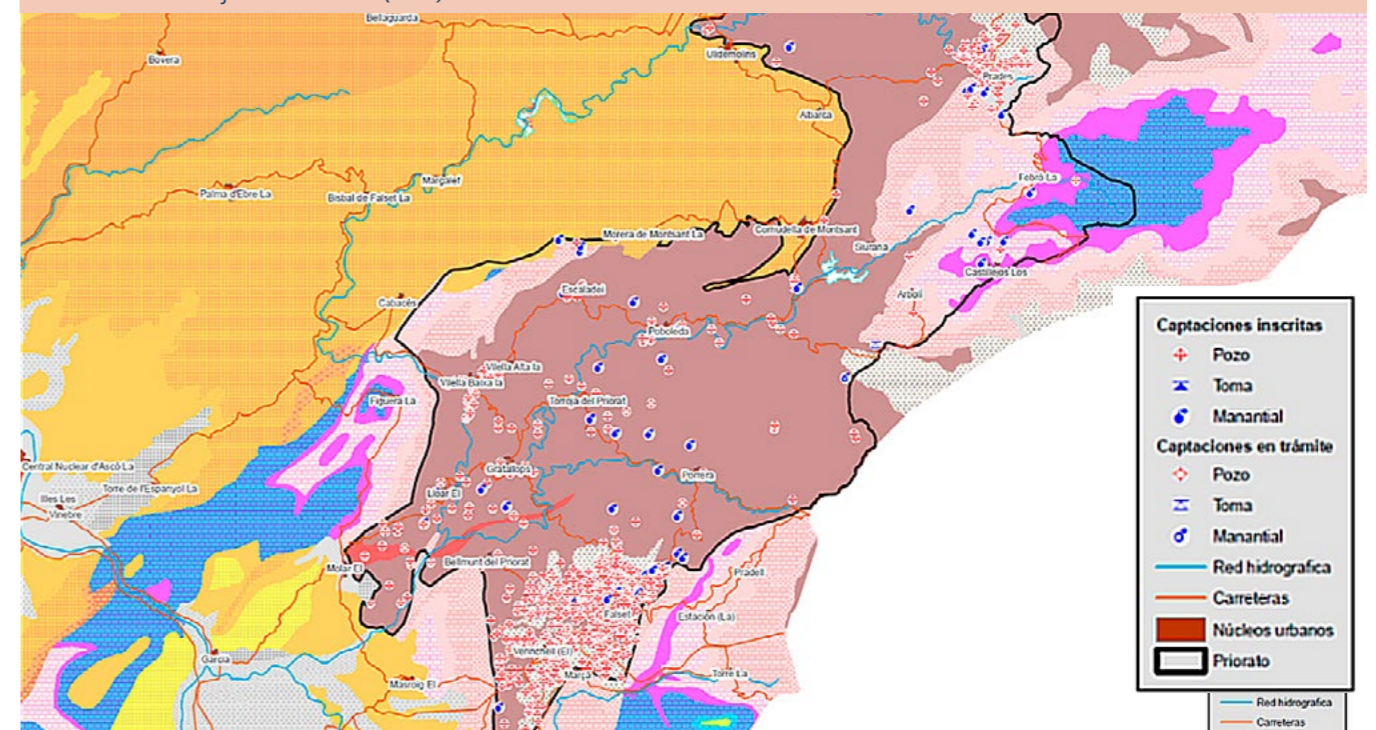 Bellaguarda
Bovera
Ulldemolins
Prades
Albarca
Febró La
Palma d'Ebre La
Bisbal de Falset La
Margalef
Morera de Montsant La
Cornudella de Montsant
Siurana
Castillejos Los
Escaladei
Cabacés
Arbolí
Poboleda
Vilella Alta la
Vilella Baixa la
Figuera La
Torroja del Priorat
Central Nuclear d'Ascó La
Gratallops
Porrera
Torre de l'Espanyol La
Lloar El
Illes Les
Vinebre
Molar El
Bellmunt del Priorat
Pradell
Falset
Estación (La)
Garcia
Marçà
Torre La
Masroig El
Captaciones inscritas
Pozo
Toma
Manantial
Captaciones en trámite
Pozo
Toma
Manantial
Red hidrografica
Carreteras
Núcleos urbanos
Priorato
Red hidrografica
Carreteras